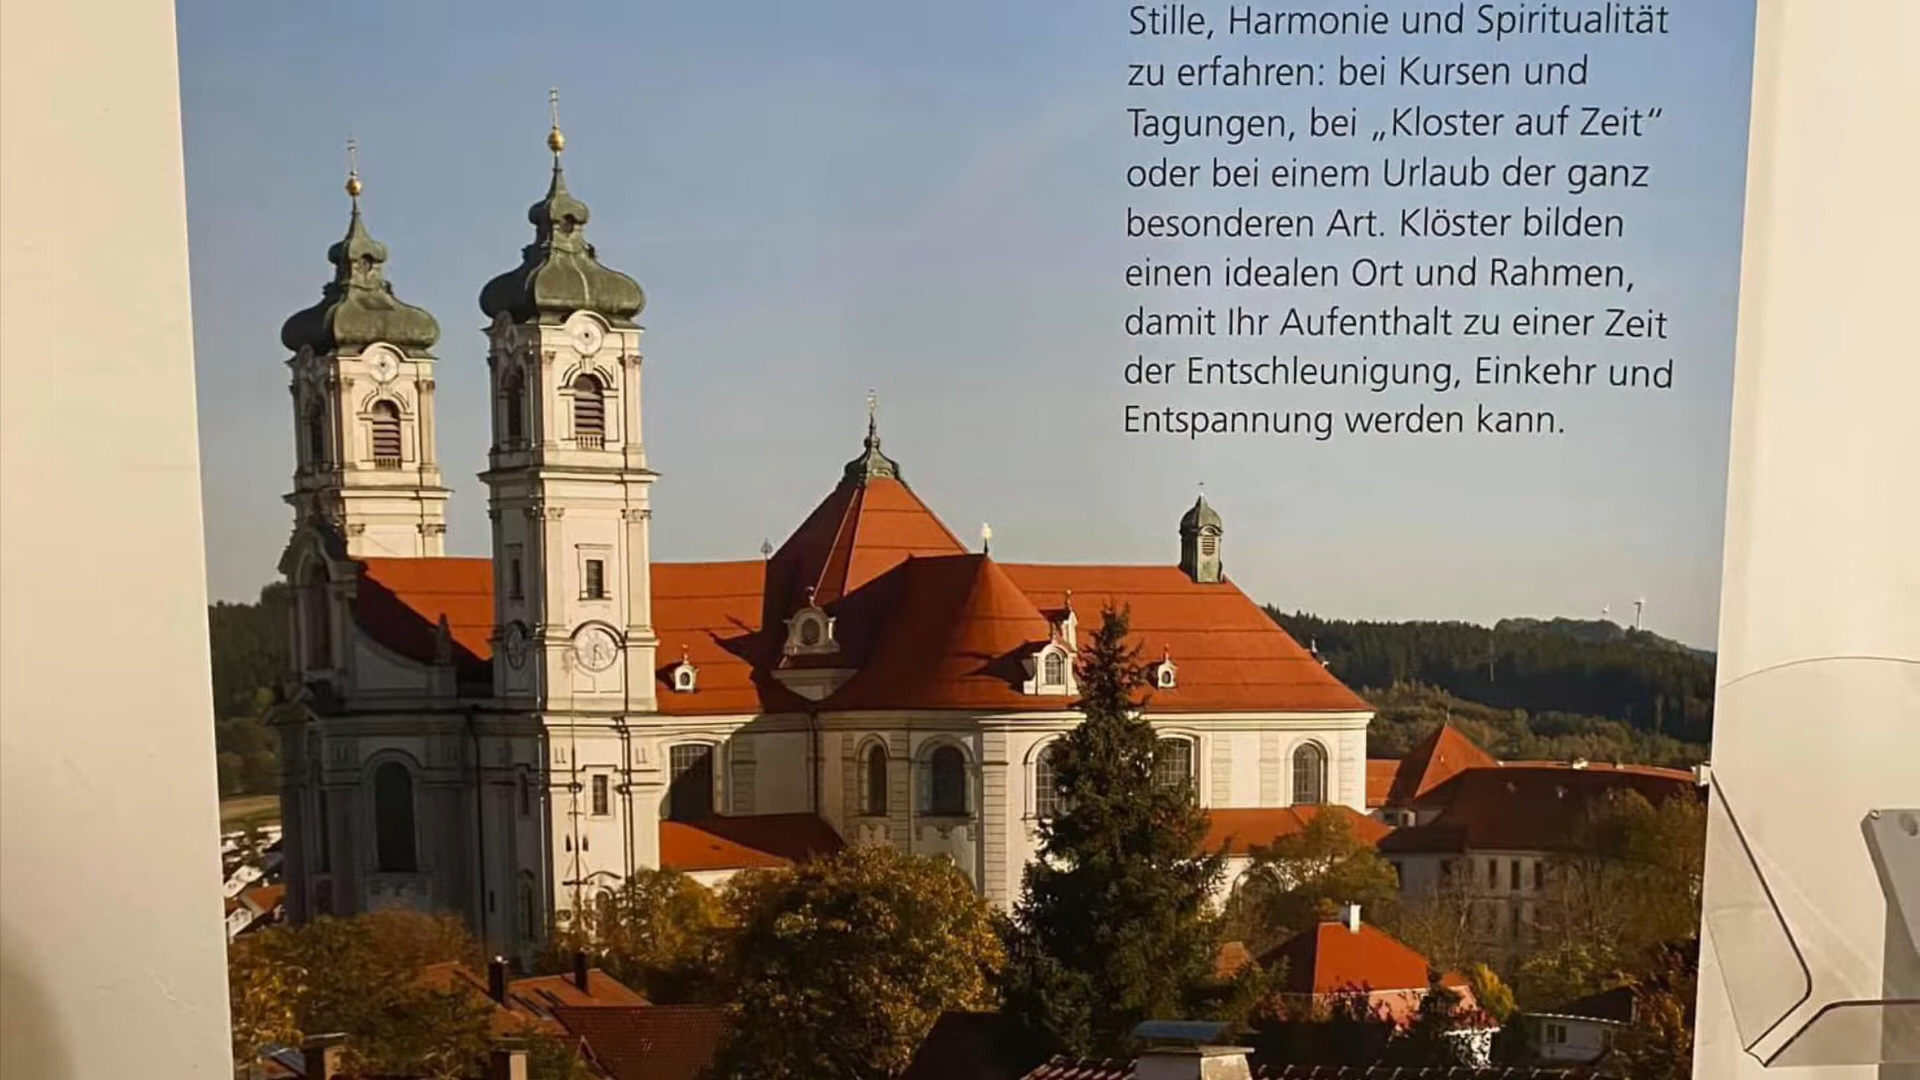 Stille, Harmonie und Spiritualität
zu erfahren: bei Kursen und
Tagungen, bei „Kloster auf Zeit“
oder bei einem Urlaub der ganz
besonderen Art. Klöster bilden
einen idealen Ort und Rahmen,
damit Ihr Aufenthalt zu einer Zeit
der Entschleunigung, Einkehr und
Entspannung werden kann.